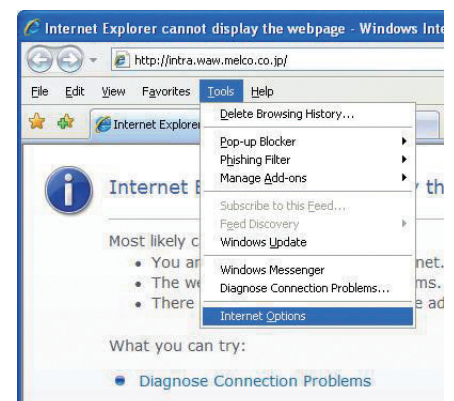 Internet Explorer cannot display the webpage - Windows Inte
http://intra.waw.melco.co.jp/
File Edit View Favorites Tools Help
Internet Explorer
Delete Browsing History...
Pop-up Blocker
Phishing Filter
Manage Add-ons
Subscribe to this Feed...
Feed Discovery
Windows Update
Windows Messenger
Diagnose Connection Problems...
Internet Options
Internet E y th
Most likely c
• You ar net.
• The we ms.
• There e ad
What you can try:
Diagnose Connection Problems